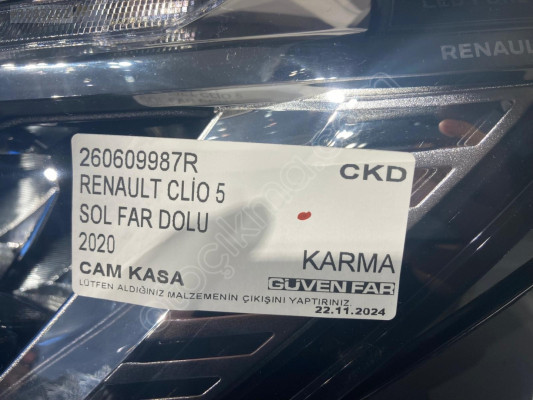 RENAULT
260609987R
CKD
RENAULT CLİO 5
SOL FAR DOLU
2020
KARMA
CAM KASA
GÜVEN FAR
LÜTFEN ALDIĞINIZ MALZEMENİN ÇIKIŞINI YAPTIRINIZ
22.11.2024